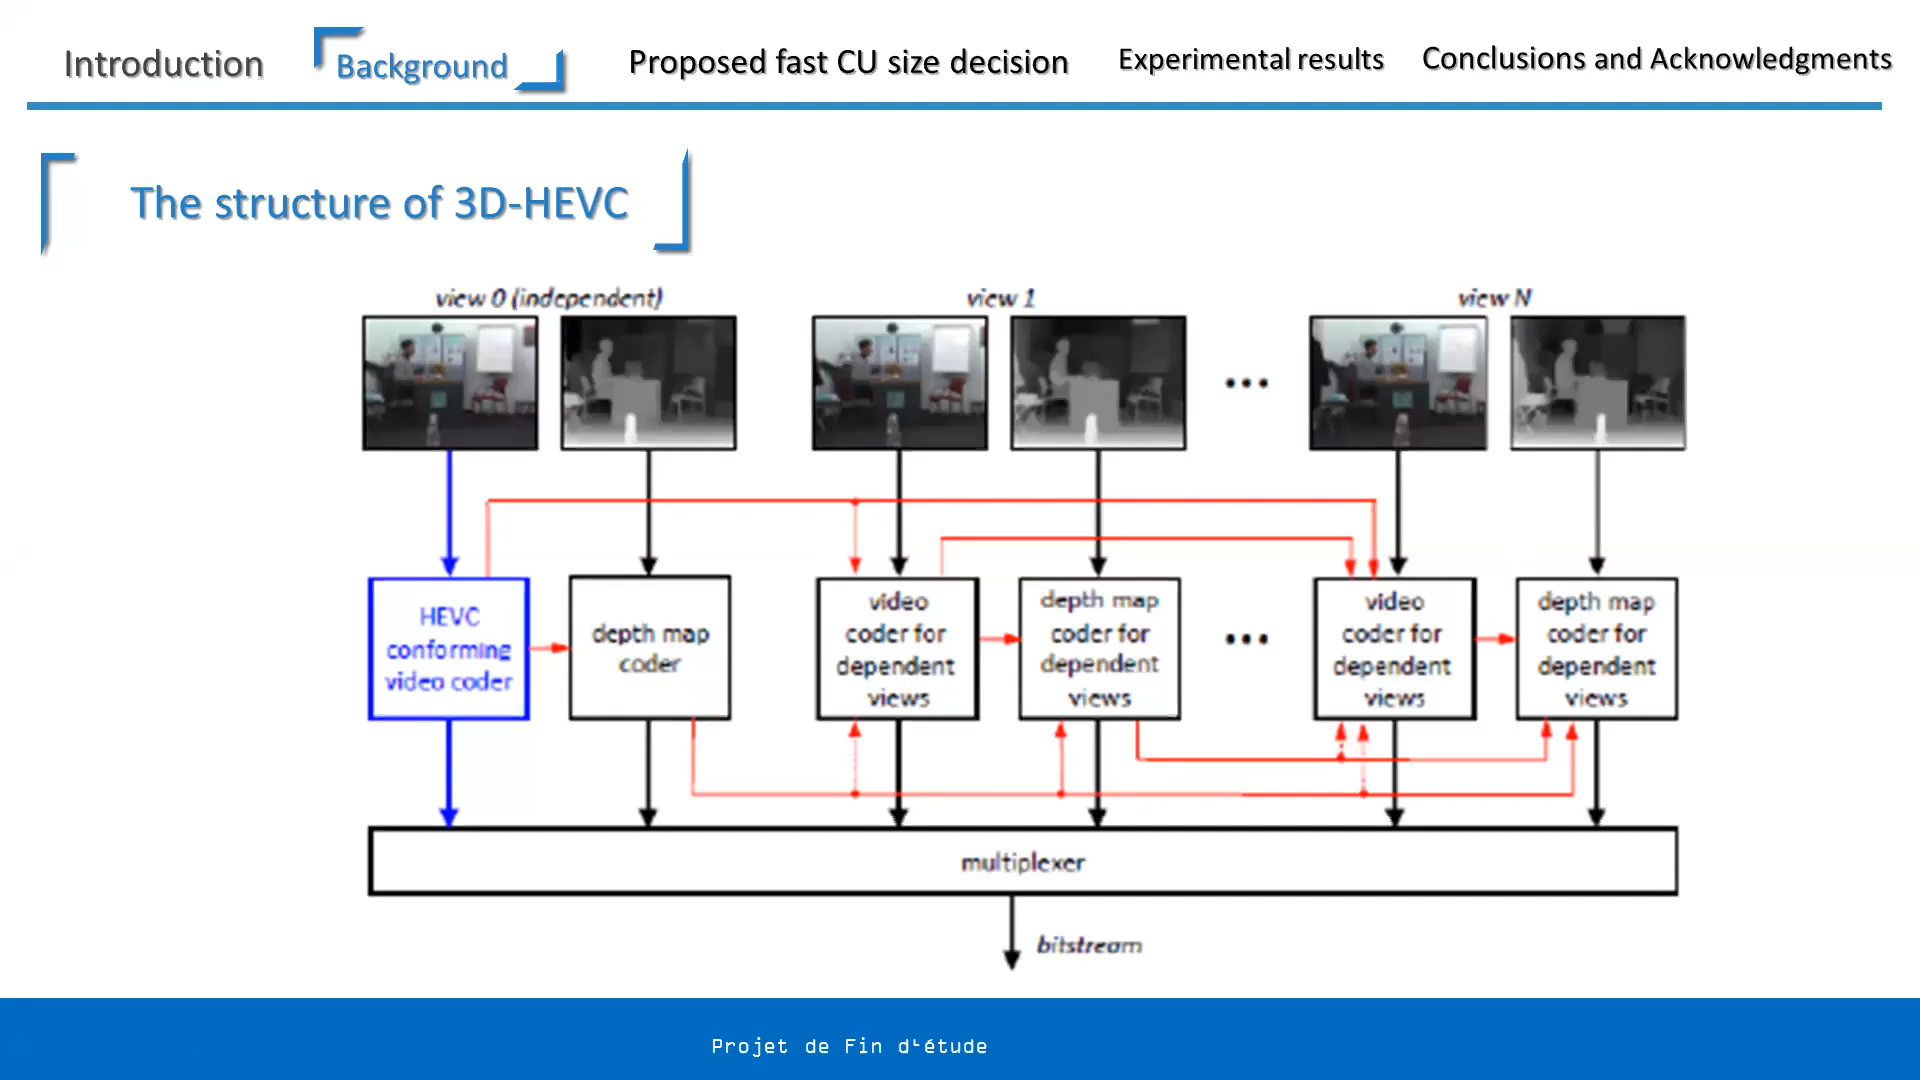 Introduction
Background
Proposed fast CU size decision
Experimental results
Conclusions and Acknowledgments
The structure of 3D-HEVC
view 0 (independent)
view 1
view N
HEVC
conforming
video coder
depth map
coder
video
coder for
dependent
views
depth map
coder for
dependent
views
video
coder for
dependent
views
depth map
coder for
dependent
views
multiplexer
bitstream
Projet de Fin d'étude